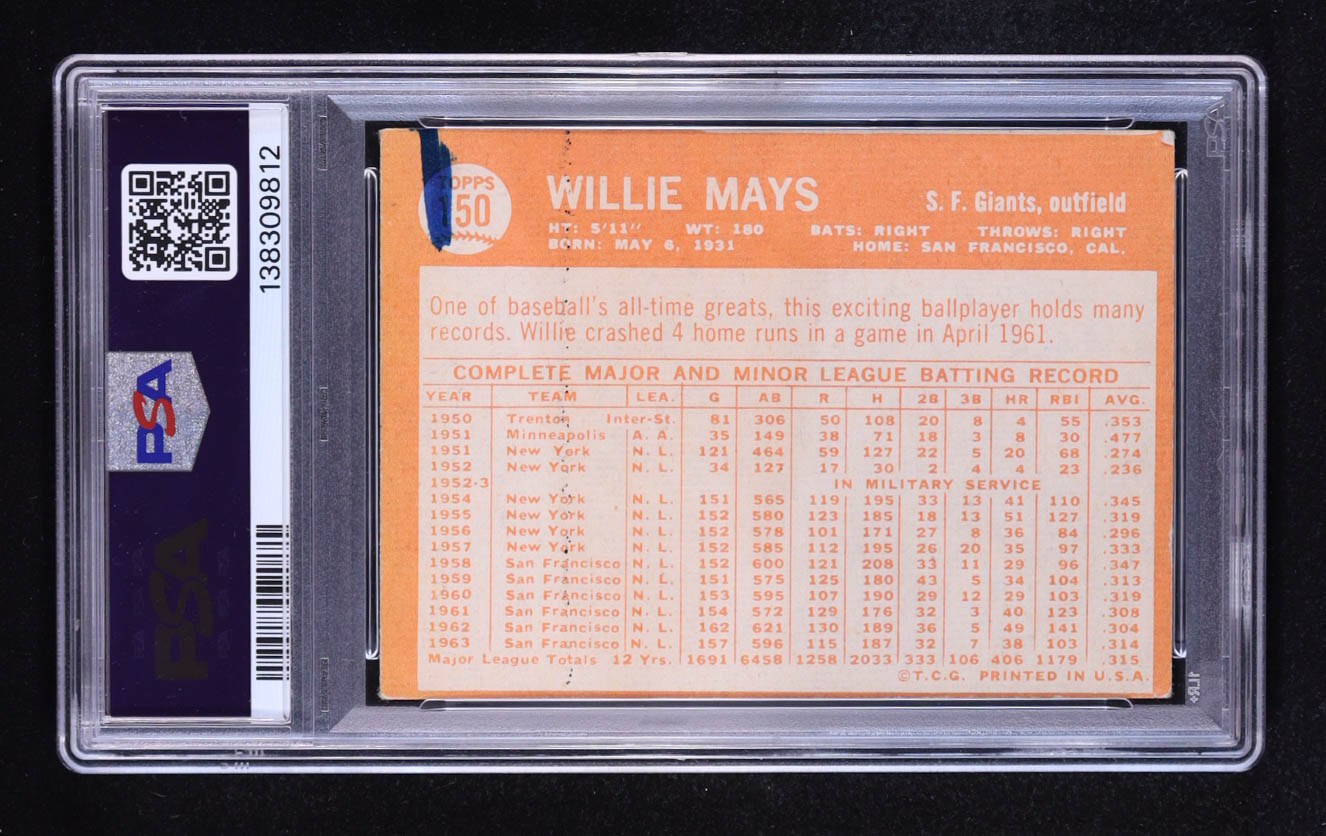 138309812
PSA
PSA
TOPPS
150
WILLIE MAYS
S. F. Giants, outfield
HT: 5'11" WT: 180 BATS: RIGHT THROWS: RIGHT
BORN: MAY 6, 1931 HOME: SAN FRANCISCO, CAL.
One of baseball's all-time greats, this exciting ballplayer holds many
records. Willie crashed 4 home runs in a game in April 1961.
COMPLETE MAJOR AND MINOR LEAGUE BATTING RECORD
YEAR TEAM LEA. G AB R H 2B 3B HR RBI AVG.
1950 Trenton Inter-St. 81 306 50 108 20 8 4 55 .353
1951 Minneapolis A. A. 35 149 38 71 18 3 8 30 .477
1951 New York N. L. 121 464 59 127 22 5 20 68 .274
1952 New York N. L. 34 127 17 30 2 4 4 23 .236
1952-3 IN MILITARY SERVICE
1954 New York N. L. 151 565 119 195 33 13 41 110 .345
1955 New York N. L. 152 580 123 185 18 13 51 127 .319
1956 New York N. L. 152 578 101 171 27 8 36 84 .296
1957 New York N. L. 152 585 112 195 26 20 35 97 .333
1958 San Francisco N. L. 152 600 121 208 33 11 29 96 .347
1959 San Francisco N. L. 151 575 125 180 43 5 34 104 .313
1960 San Francisco N. L. 153 595 107 190 29 12 29 103 .319
1961 San Francisco N. L. 154 572 129 176 32 3 40 123 .308
1962 San Francisco N. L. 162 621 130 189 36 5 49 141 .304
1963 San Francisco N. L. 157 596 115 187 32 7 38 103 .314
Major League Totals 12 Yrs. 1691 6458 1258 2033 333 106 406 1179 .315
©T.C.G. PRINTED IN U.S.A.
PSA